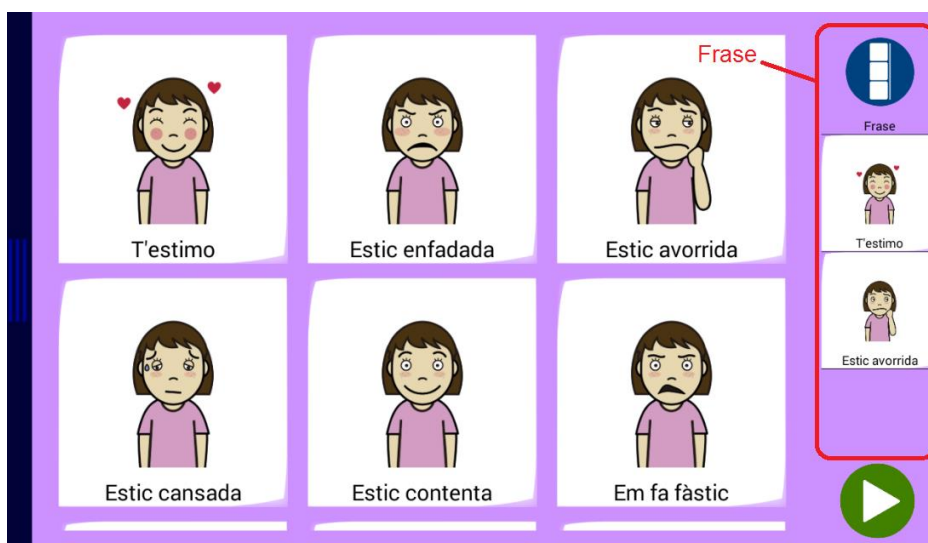 Frase
Frase
T'estimo
Estic enfadada
Estic avorrida
T'estimo
Estic avorrida
Estic cansada
Estic contenta
Em fa fàstic